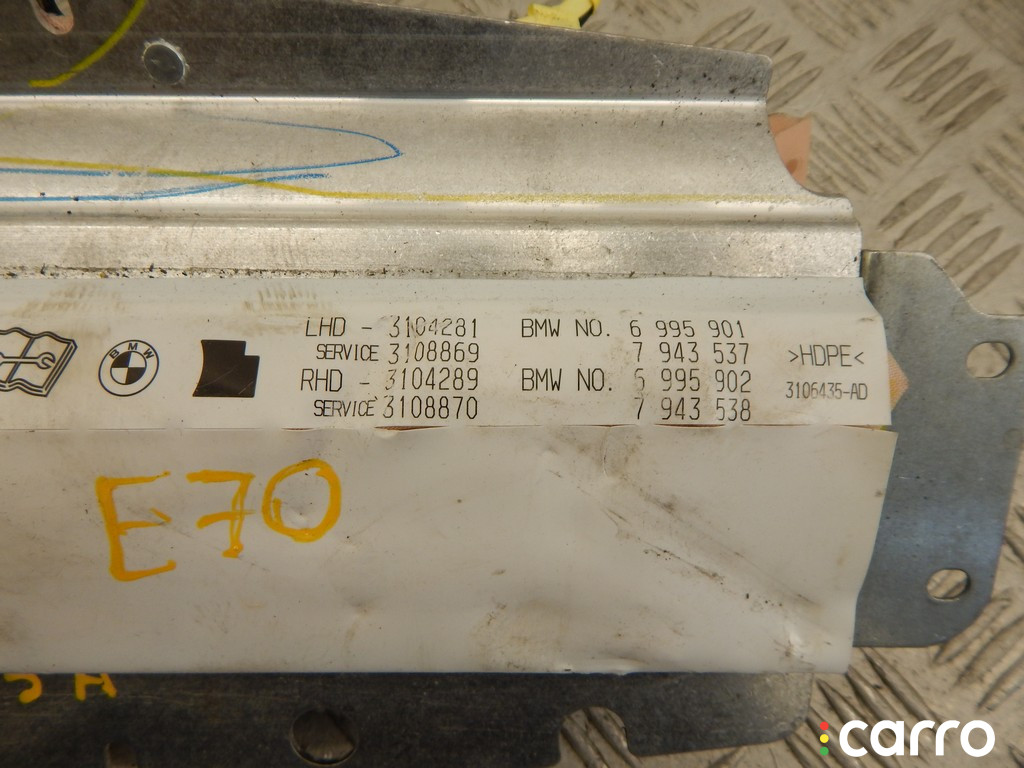 LHD - 3104281 BMW NO. 6 995 901
SERVICE 3108869 7 943 537
RHD - 3104289 BMW NO. 6 995 902
SERVICE 3108870 7 943 538
>HDPE<
3106435-AD
BMW
E70
carro